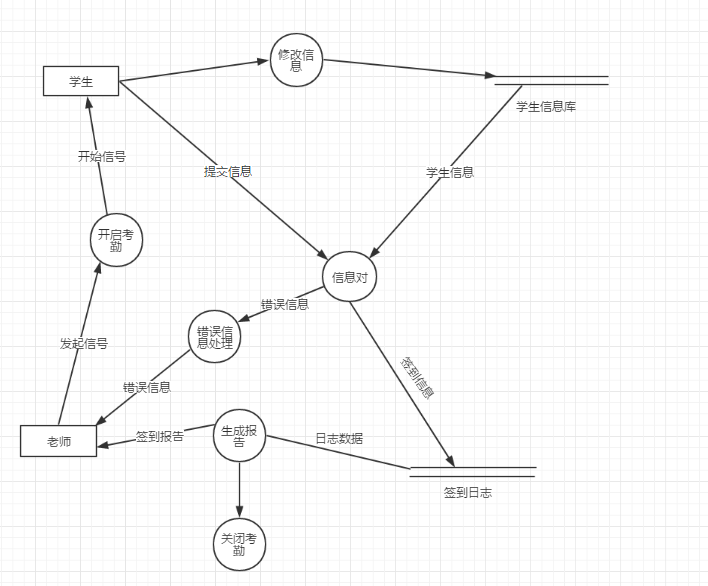 修改信
息
学生
学生信息库
开始信号
提交信息
学生信息
开启考
勤
信息对
错误信息
错误信
息处理
发起信号
签到信息
错误信息
老师
签到报告
生成报
告
日志数据
签到日志
关闭考
勤